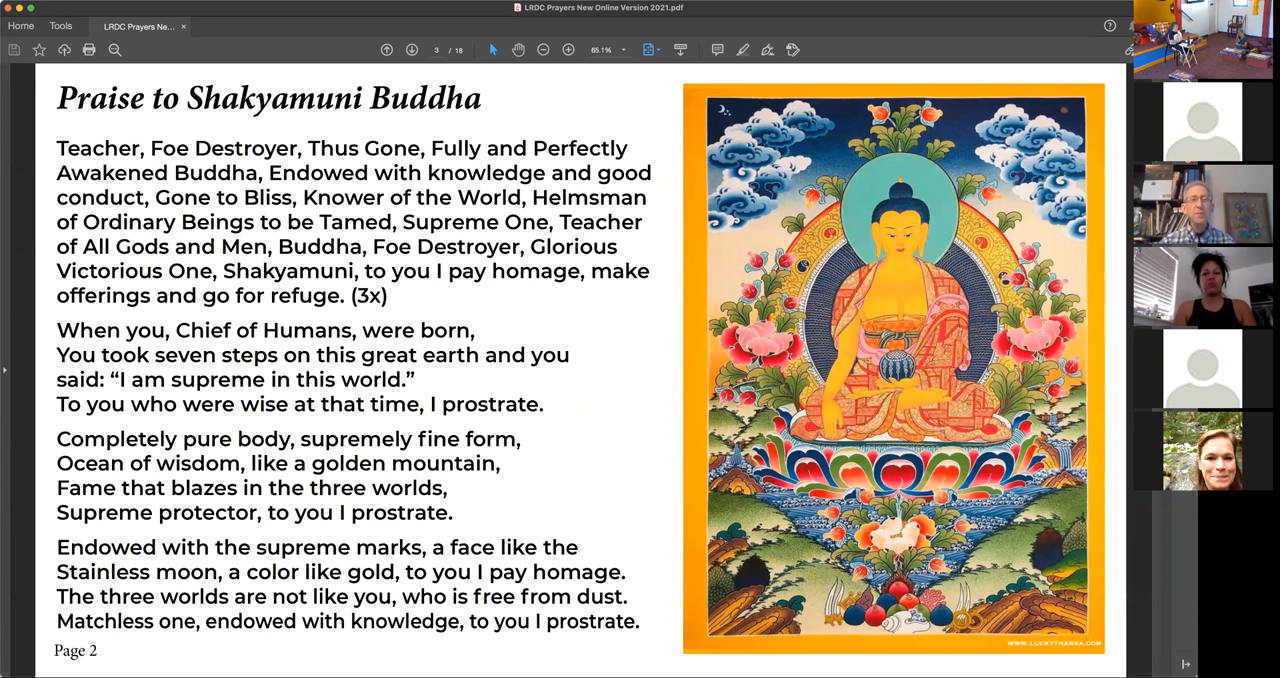 LRDC Prayers New Online Version 2021.pdf
Home
Tools
LRDC Prayers Ne...
3 / 18
65.1%
Praise to Shakyamuni Buddha
Teacher, Foe Destroyer, Thus Gone, Fully and Perfectly
Awakened Buddha, Endowed with knowledge and good
conduct, Gone to Bliss, Knower of the World, Helmsman
of Ordinary Beings to be Tamed, Supreme One, Teacher
of All Gods and Men, Buddha, Foe Destroyer, Glorious
Victorious One, Shakyamuni, to you I pay homage, make
offerings and go for refuge. (3x)
When you, Chief of Humans, were born,
You took seven steps on this great earth and you
said: “I am supreme in this world.”
To you who were wise at that time, I prostrate.
Completely pure body, supremely fine form,
Ocean of wisdom, like a golden mountain,
Fame that blazes in the three worlds,
Supreme protector, to you I prostrate.
Endowed with the supreme marks, a face like the
Stainless moon, a color like gold, to you I pay homage.
The three worlds are not like you, who is free from dust.
Matchless one, endowed with knowledge, to you I prostrate.
Page 2
WWW.LUCKYTHANKA.COM